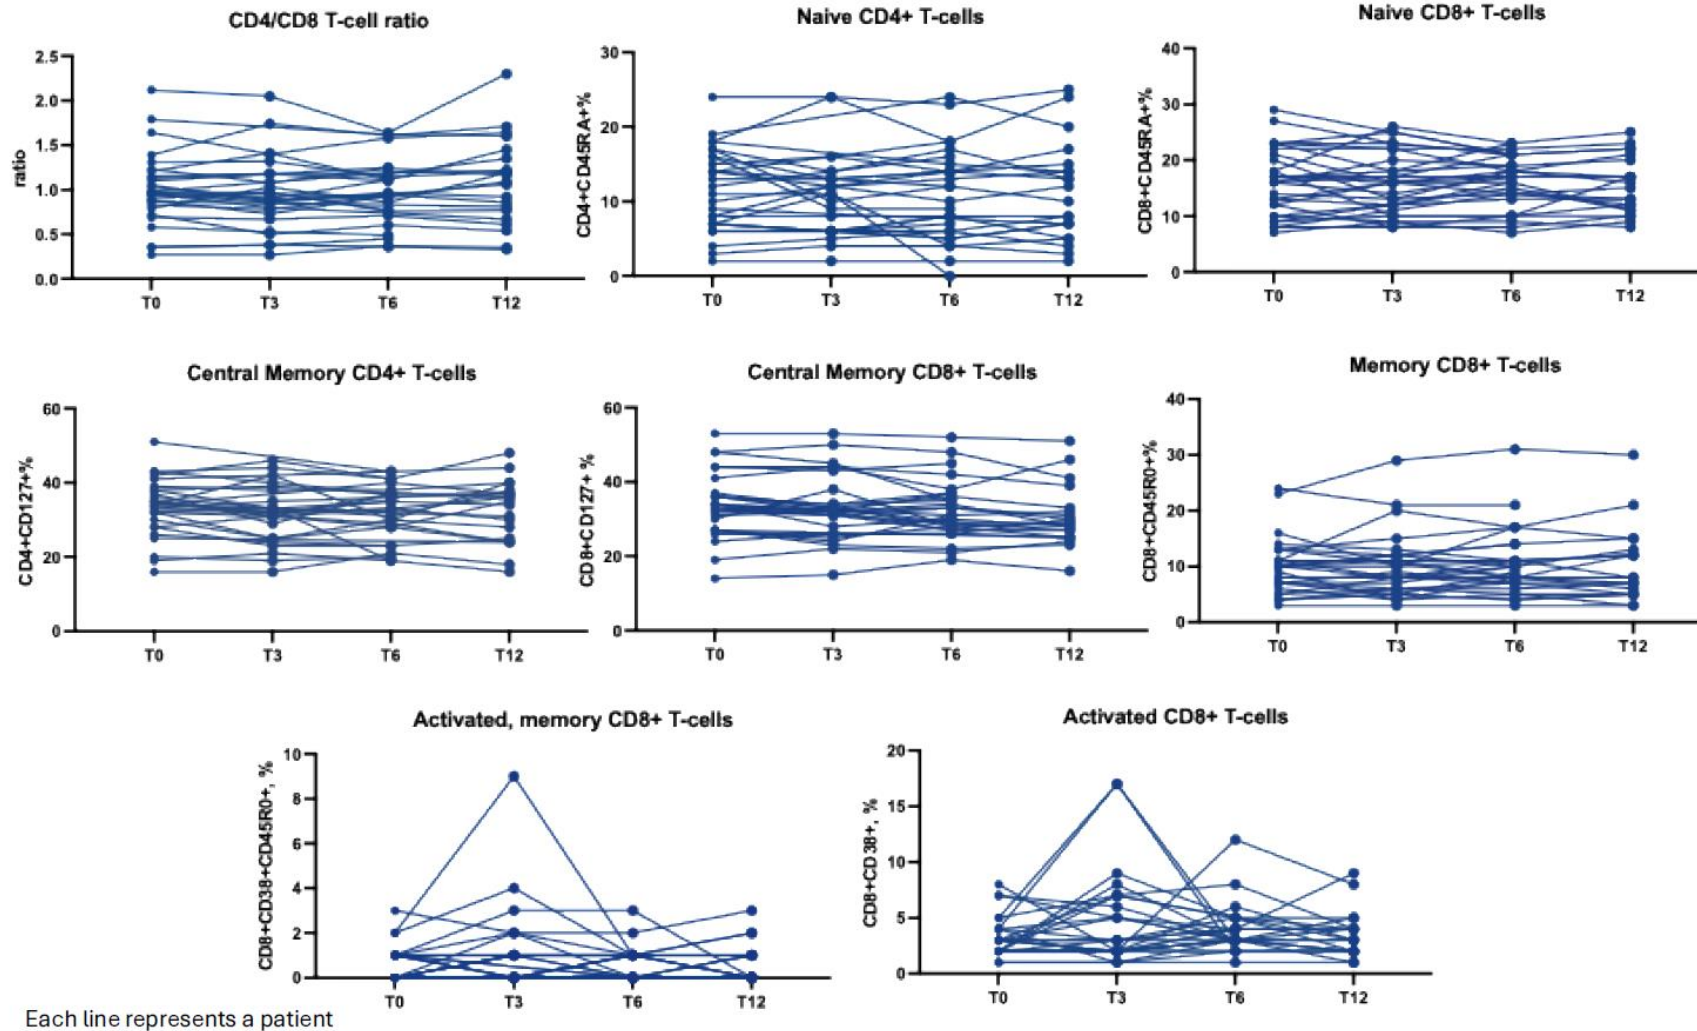 CD4/CD8 T-cell ratio
ratio
2.5
2.0
1.5
1.0
0.5
0.0
T0 T3 T6 T12
Naive CD4+ T-cells
CD4+CD45RA+%
30
20
10
0
T0 T3 T6 T12
Naive CD8+ T-cells
CD8+CD45RA+%
40
30
20
10
0
T0 T3 T6 T12
Central Memory CD4+ T-cells
CD4+CD127+%
60
40
20
0
T0 T3 T6 T12
Central Memory CD8+ T-cells
CD8+CD127+ %
60
40
20
0
T0 T3 T6 T12
Memory CD8+ T-cells
CD8+CD45R0+%
40
30
20
10
0
T0 T3 T6 T12
Activated, memory CD8+ T-cells
CD8+CD38+CD45R0+, %
10
8
6
4
2
0
T0 T3 T6 T12
Activated CD8+ T-cells
CD8+CD38+, %
20
15
10
5
0
T0 T3 T6 T12
Each line represents a patient